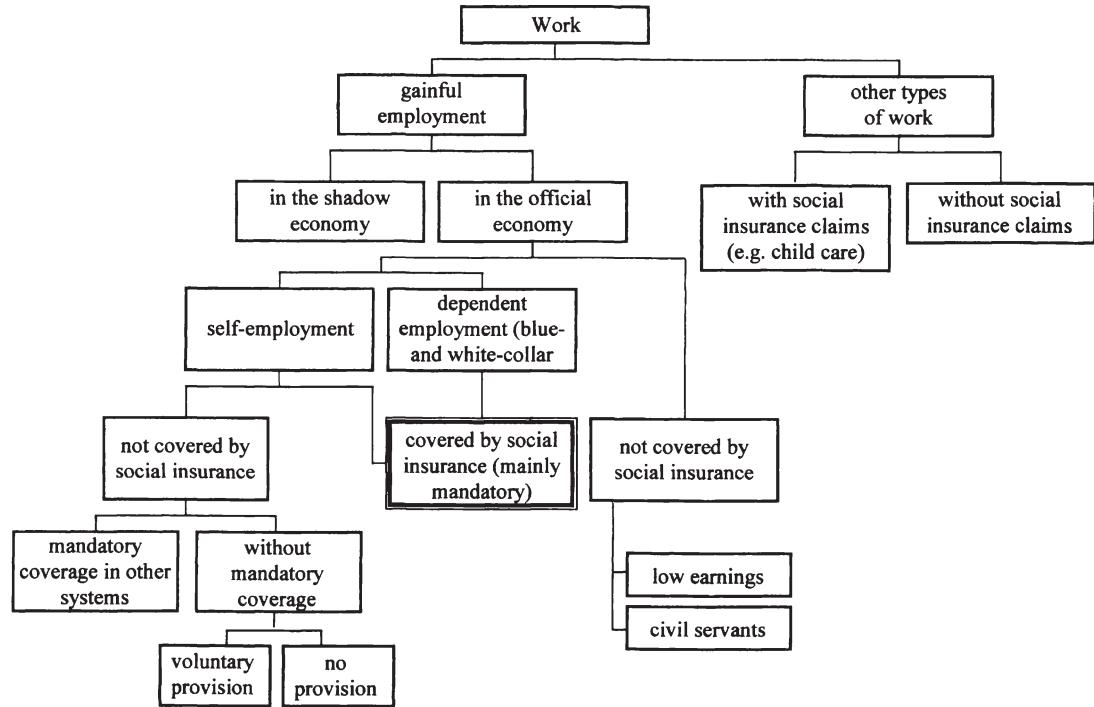 Work
gainful
employment
other types
of work
in the shadow
economy
in the official
economy
with social
insurance claims
(e.g. child care)
without social
insurance claims
self-employment
dependent
employment (blue-
and white-collar
not covered by
social insurance
covered by social
insurance (mainly
mandatory)
not covered by
social insurance
mandatory
coverage in other
systems
without
mandatory
coverage
low earnings
civil servants
voluntary
provision
no
provision